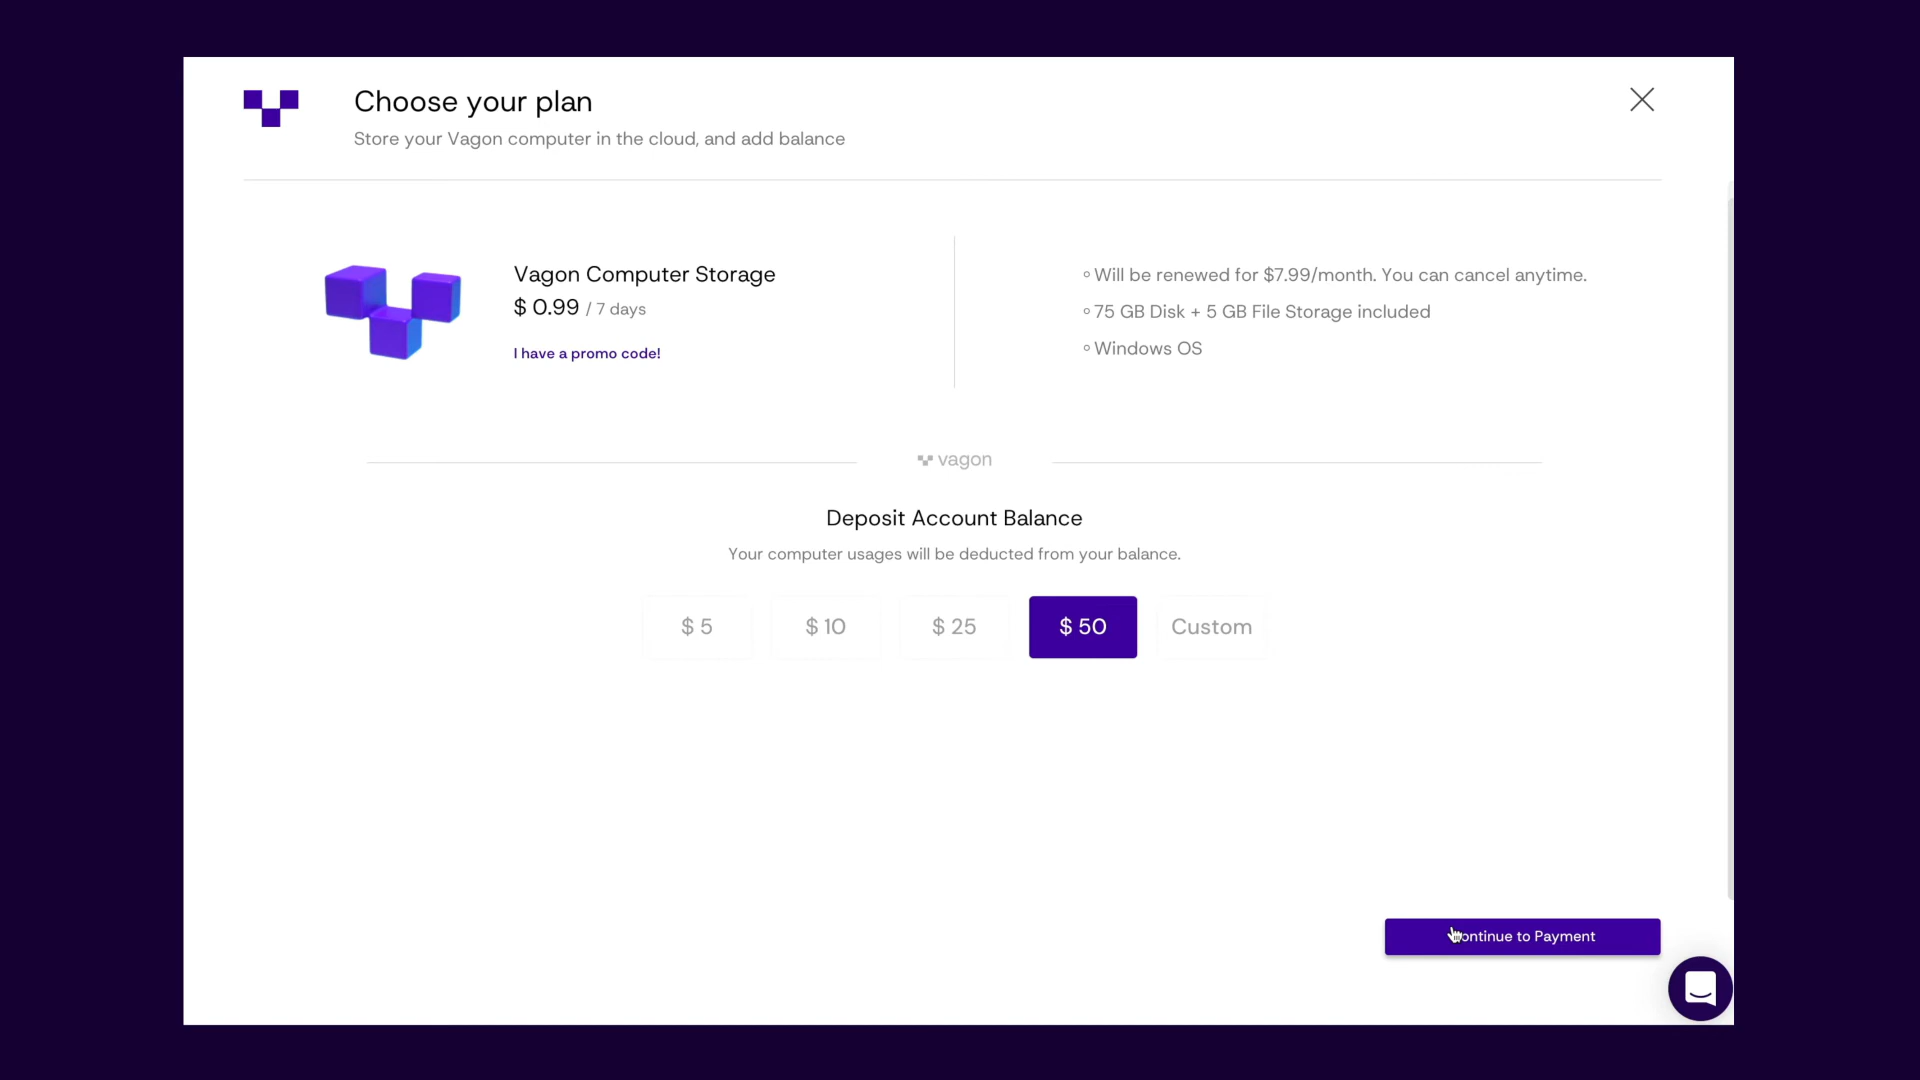 Choose your plan
Store your Vagon computer in the cloud, and add balance
Vagon Computer Storage
$ 0.99 / 7 days
I have a promo code!
Will be renewed for $7.99/month. You can cancel anytime.
75 GB Disk + 5 GB File Storage included
Windows OS
vagon
Deposit Account Balance
Your computer usages will be deducted from your balance.
$ 5 $ 10 $ 25 $ 50 Custom
Continue to Payment